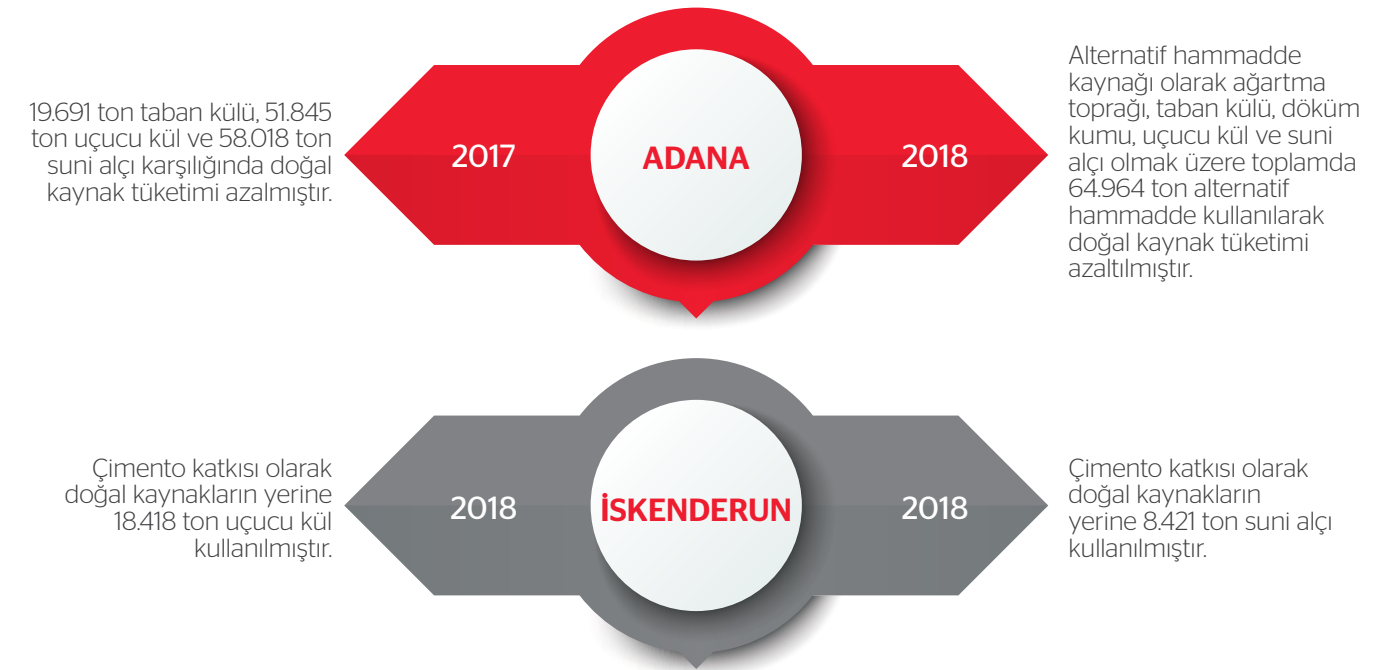 19.691 ton taban külü, 51.845
ton uçucu kül ve 58.018 ton
suni alçı karşılığında doğal
kaynak tüketimi azalmıştır.
2017
ADANA
2018
Alternatif hammadde
kaynağı olarak ağartma
toprağı, taban külü, döküm
kumu, uçucu kül ve suni
alçı olmak üzere toplamda
64.964 ton alternatif
hammadde kullanılarak
doğal kaynak tüketimi
azaltılmıştır.
Çimento katkısı olarak
doğal kaynakların yerine
18.418 ton uçucu kül
kullanılmıştır.
2018
İSKENDERUN
2018
Çimento katkısı olarak
doğal kaynakların
yerine 8.421 ton suni alçı
kullanılmıştır.